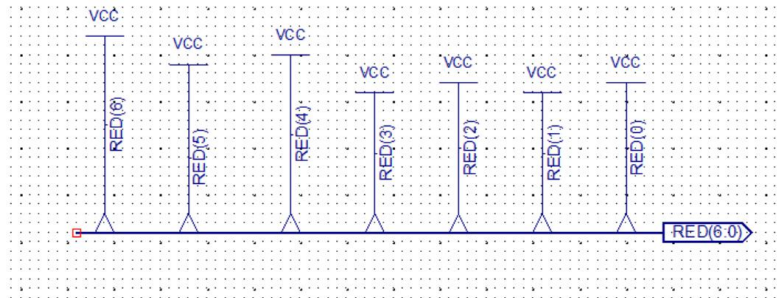 VCC
VCC
VCC
VCC
VCC
VCC
VCC
RED(6)
RED(5)
RED(4)
RED(3)
RED(2)
RED(1)
RED(0)
RED(6:0)